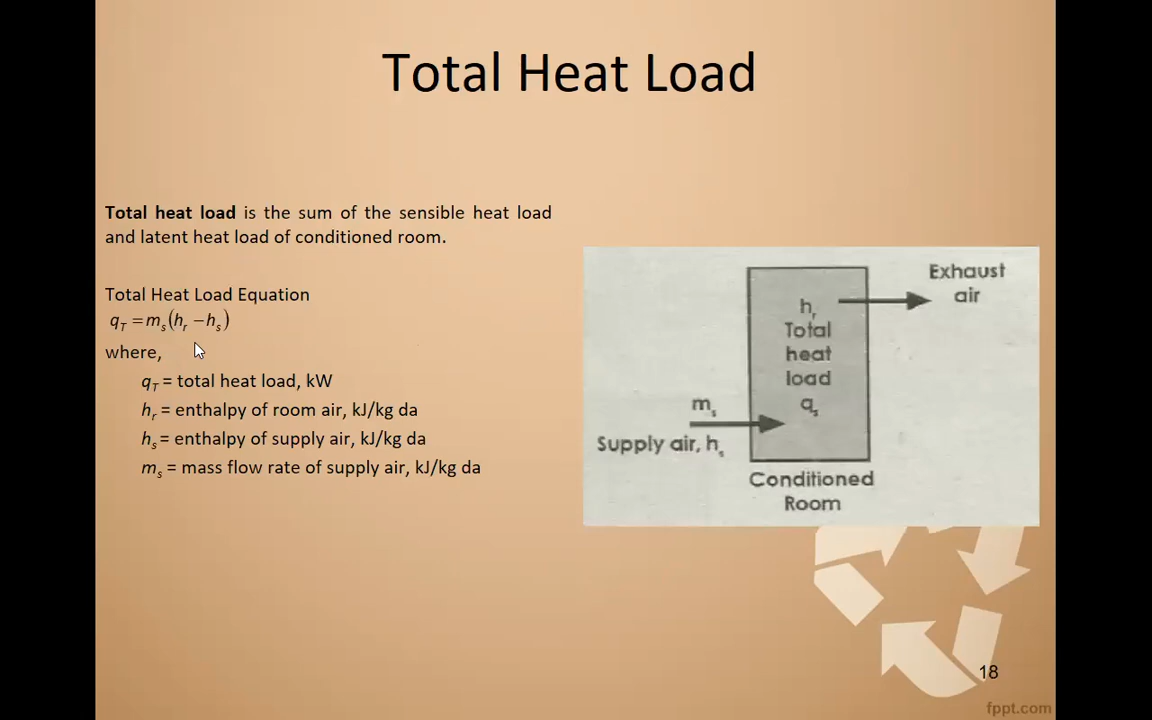 Total Heat Load
Total heat load is the sum of the sensible heat load
and latent heat load of conditioned room.
Total Heat Load Equation
q_T = m_s(h_r − h_s)
where,
q_T = total heat load, kW
h_r = enthalpy of room air, kJ/kg da
h_s = enthalpy of supply air, kJ/kg da
m_s = mass flow rate of supply air, kJ/kg da
Exhaust
air
h_r
Total
heat
load
q_s
m_s
Supply air, h_s
Conditioned
Room
18
fppt.com